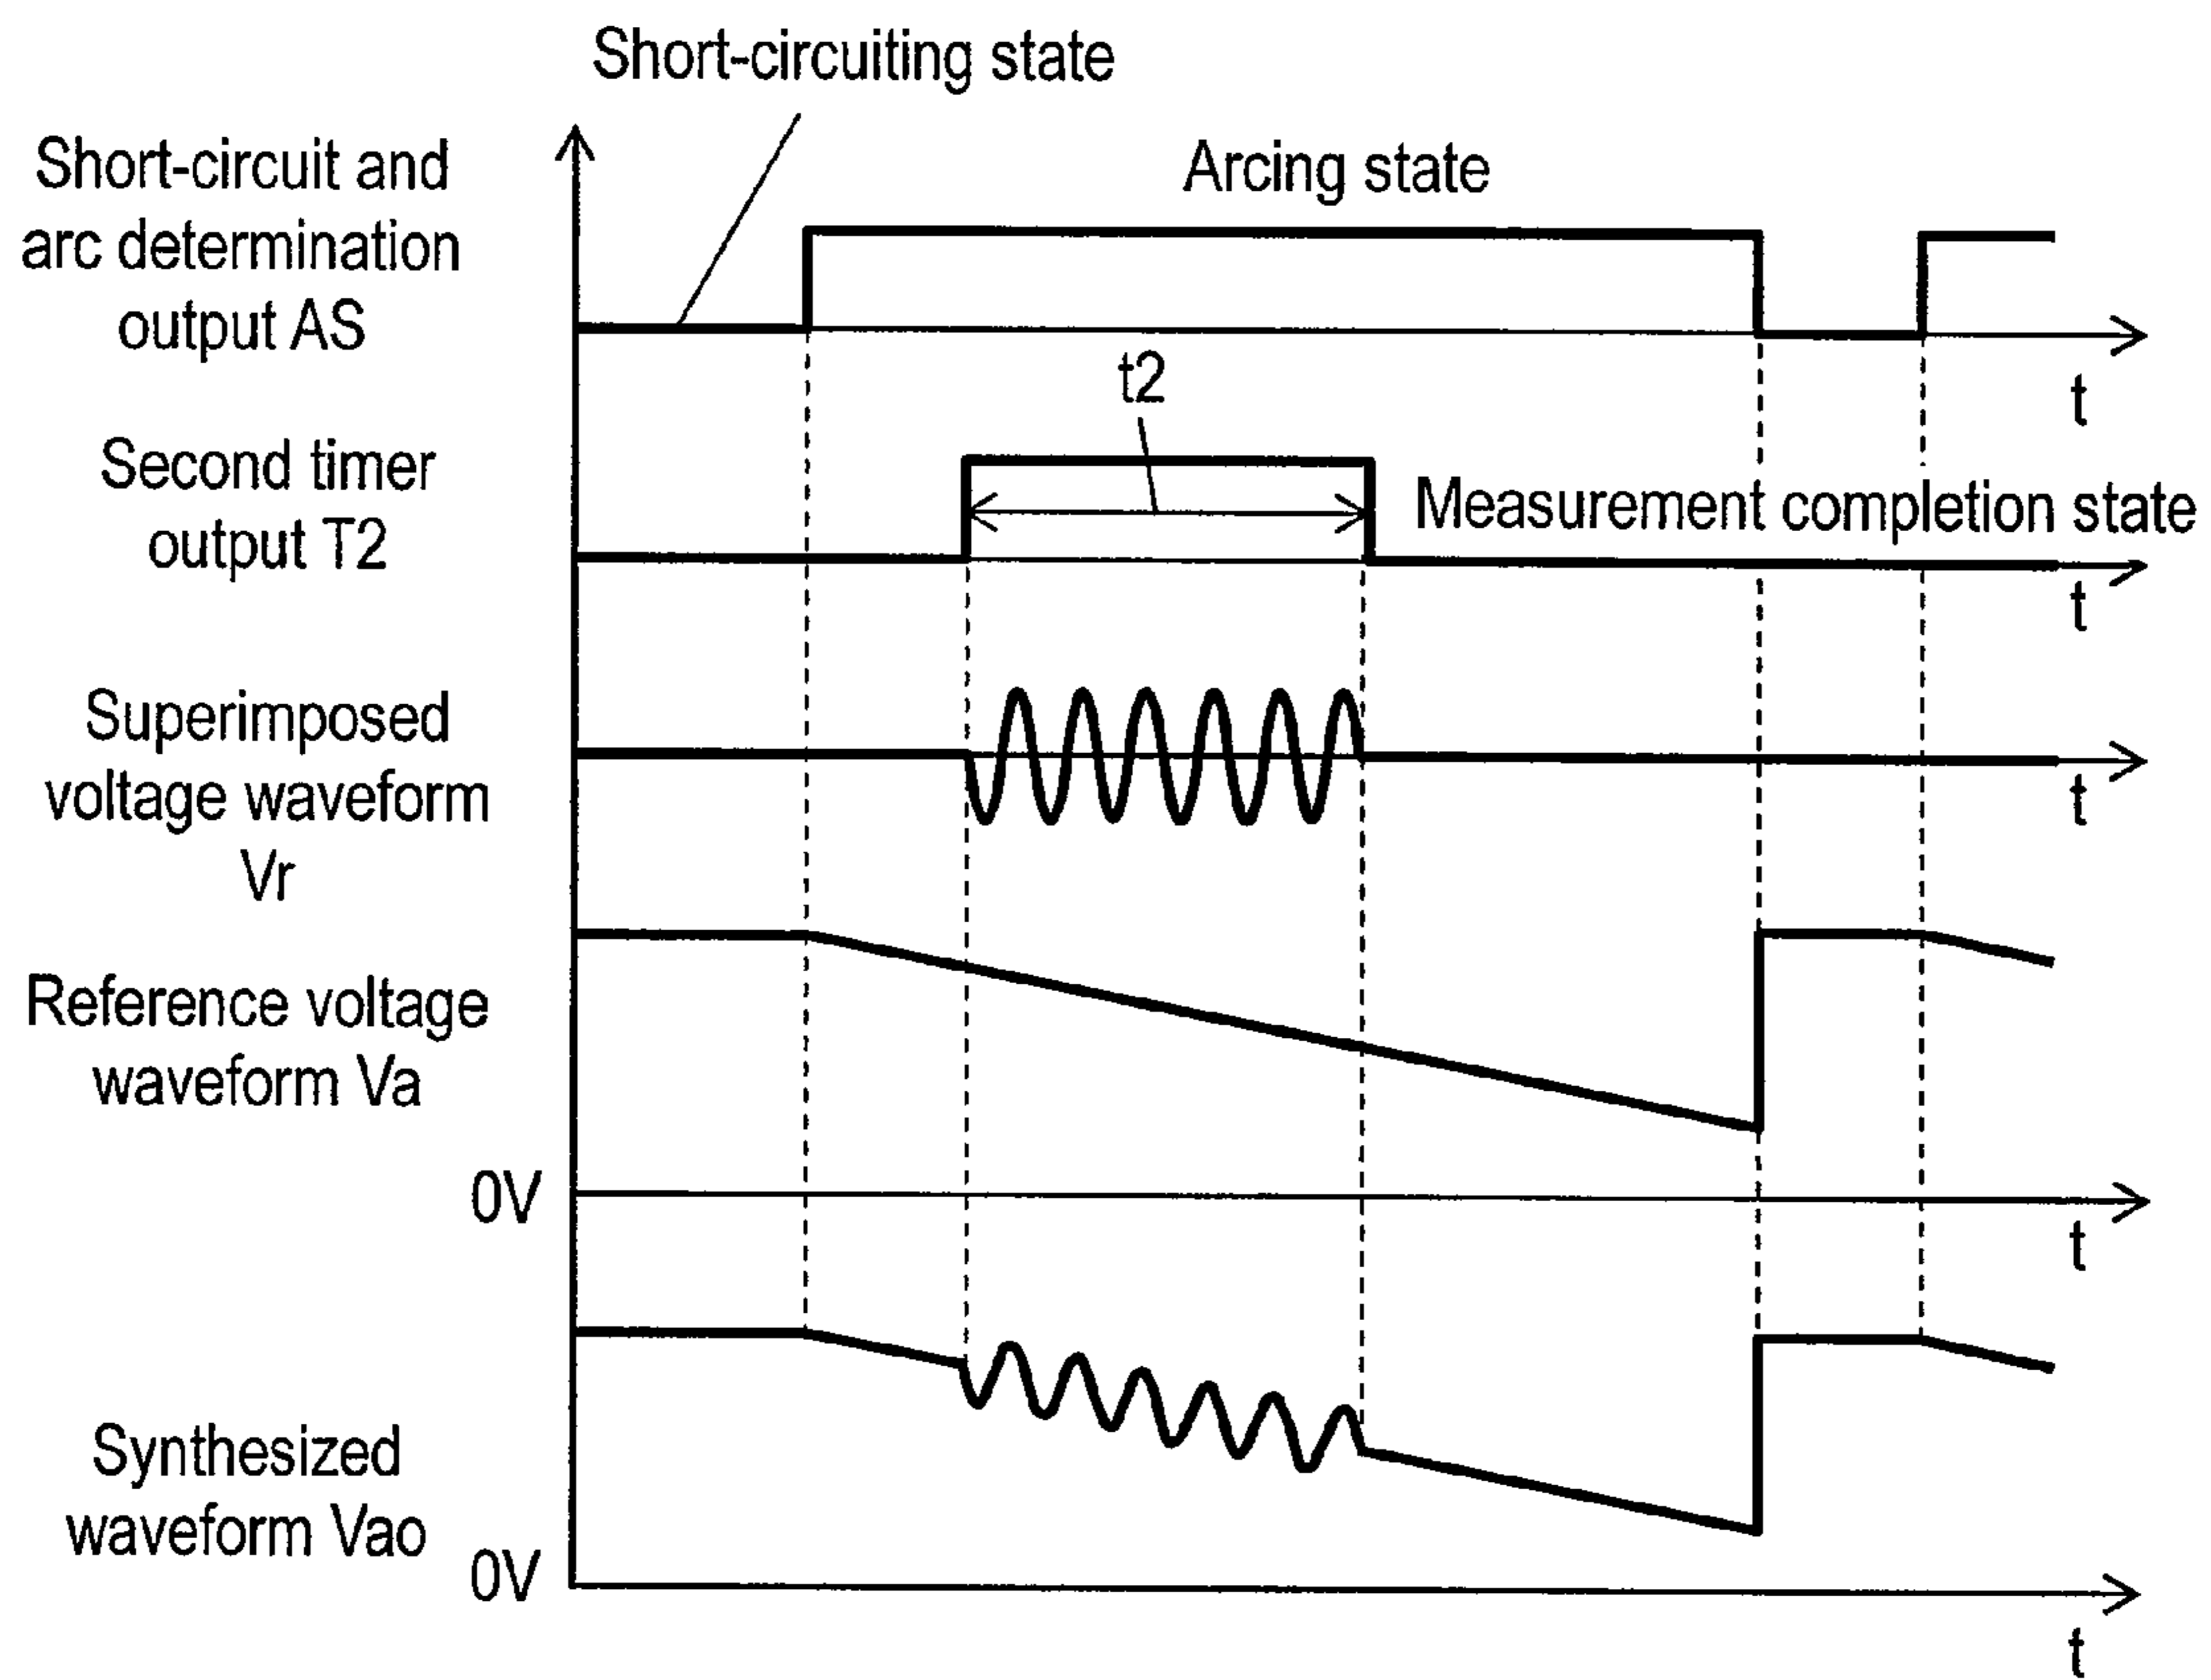 Short-circuiting state
Short-circuit and
arc determination
output AS
Arcing state
t
t2
Second timer
output T2
Measurement completion state
t
Superimposed
voltage waveform
Vr
t
Reference voltage
waveform Va
0V
t
Synthesized
waveform Vao
0V
t